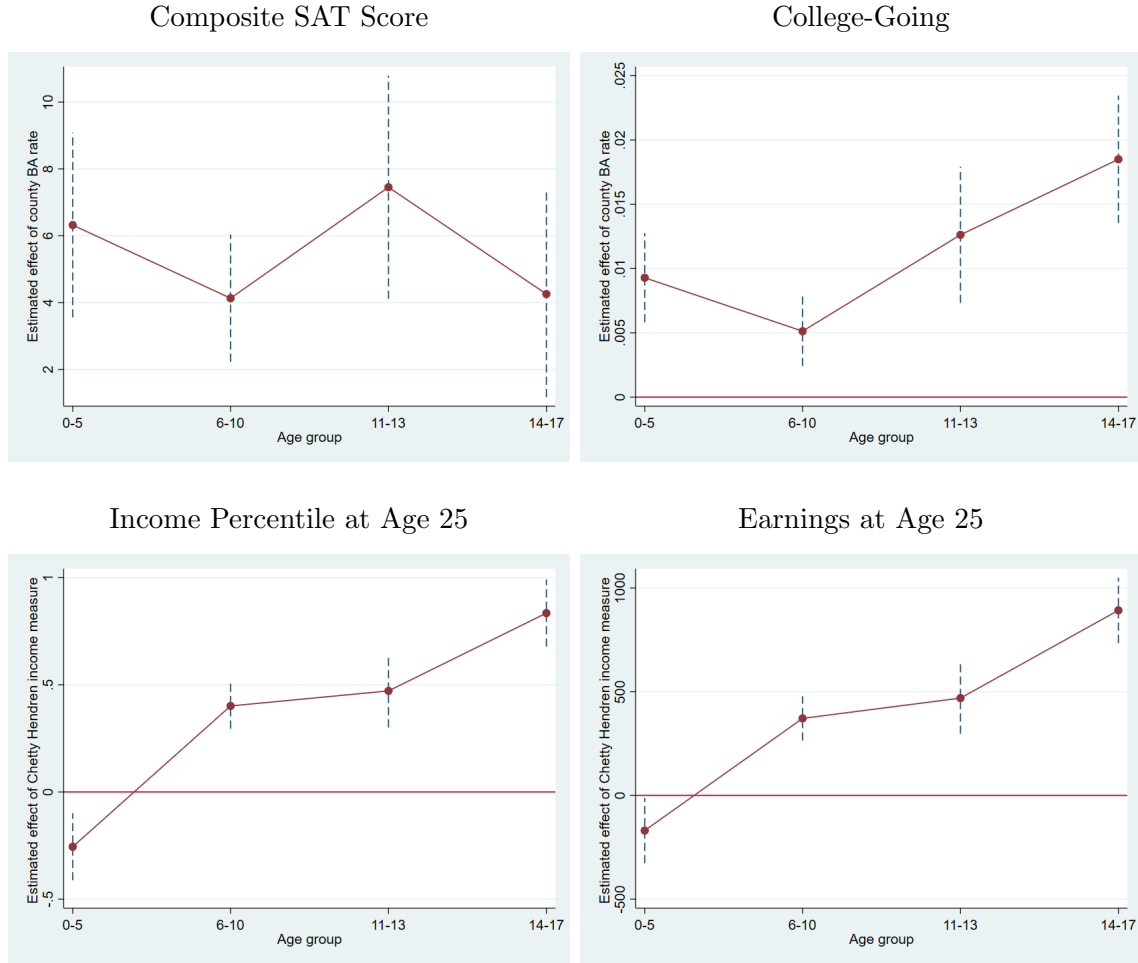 Composite SAT Score
Estimated effect of county BA rate
10
8
6
4
2
0-5 6-10 11-13 14-17
Age group
College-Going
Estimated effect of county BA rate
.025
.02
.015
.01
.005
0
0-5 6-10 11-13 14-17
Age group
Income Percentile at Age 25
Estimated effect of Chetty Hendren income measure
1
.5
0
-.5
0-5 6-10 11-13 14-17
Age group
Earnings at Age 25
Estimated effect of Chetty Hendren income measure
1000
500
0
-500
0-5 6-10 11-13 14-17
Age group